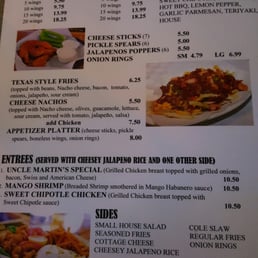 5 wings 5.25
10 wings 9.99
15 wings 13.99
20 wings 18.25
10 wings
15 wings 13.99
20 wings 18.25
HOT BBQ, LEMON PEPPER,
GARLIC PARMESAN, TERIYAKI,
HOUSE
CHEESE STICKS (7) 5.50
PICKLE SPEARS (6) 5.00
JALAPENOS POPPERS (6) 5.50
ONION RINGS SM 4.79 LG 6.99
TEXAS STYLE FRIES 6.25
(topped with beans, Nacho cheese, bacon, tomato,
onions, jalapeño, sour cream)
CHEESE NACHOS 5.50
(topped with Nacho cheese, olives, guacamole, lettuce,
sour cream, served with tomato, jalapeño, salsa)
add Chicken 7.50
APPETIZER PLATTER (cheese sticks, pickle
spears, boneless wings, onion rings) 8.00
ENTREES (SERVED WITH CHEESEY JALAPENO RICE AND ONE OTHER SIDE)
UNCLE MARTIN'S SPECIAL (Grilled Chicken breast topped with grilled onions,
bacon, Swiss and American Cheese) 10.50
MANGO SHRIMP (Breaded Shrimp smothered in Mango Habanero sauce) 10.50
SWEET CHIPOTLE CHICKEN (Grilled Chicken breast topped with
Sweet Chipotle sauce) 10.50
SIDES
SMALL HOUSE SALAD COLE SLAW
SEASONED FRIES REGULAR FRIES
COTTAGE CHEESE ONION RINGS
CHEESEY JALAPENO RICE